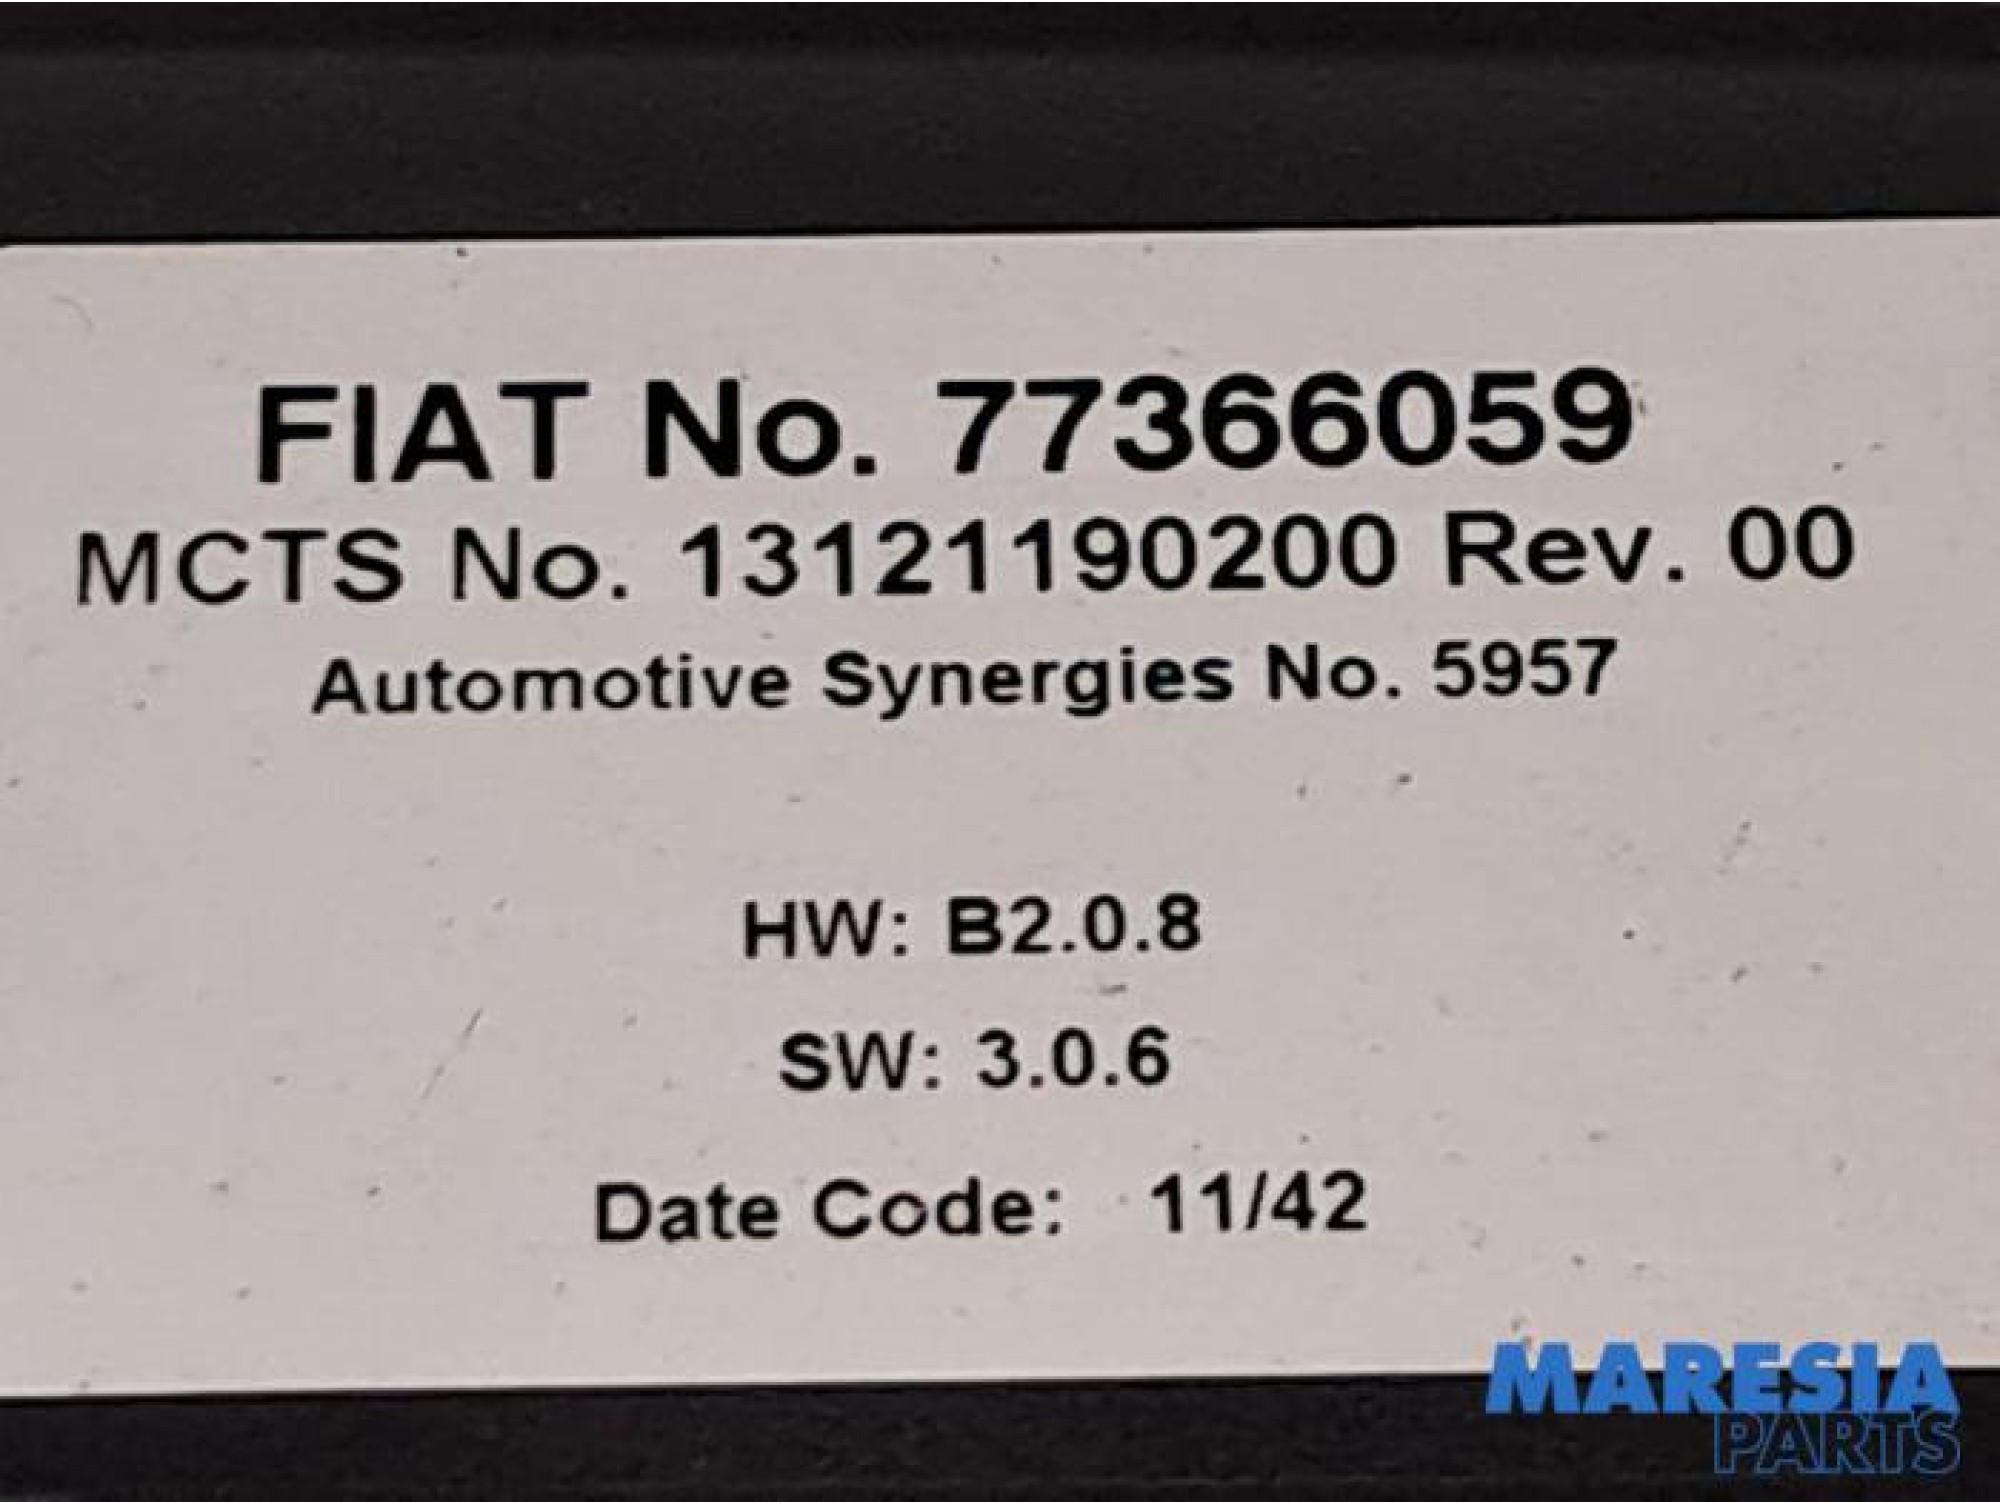 FIAT No. 77366059
MCTS No. 13121190200 Rev. 00
Automotive Synergies No. 5957
HW: B2.0.8
SW: 3.0.6
Date Code: 11/42
MARESIA
PARTS